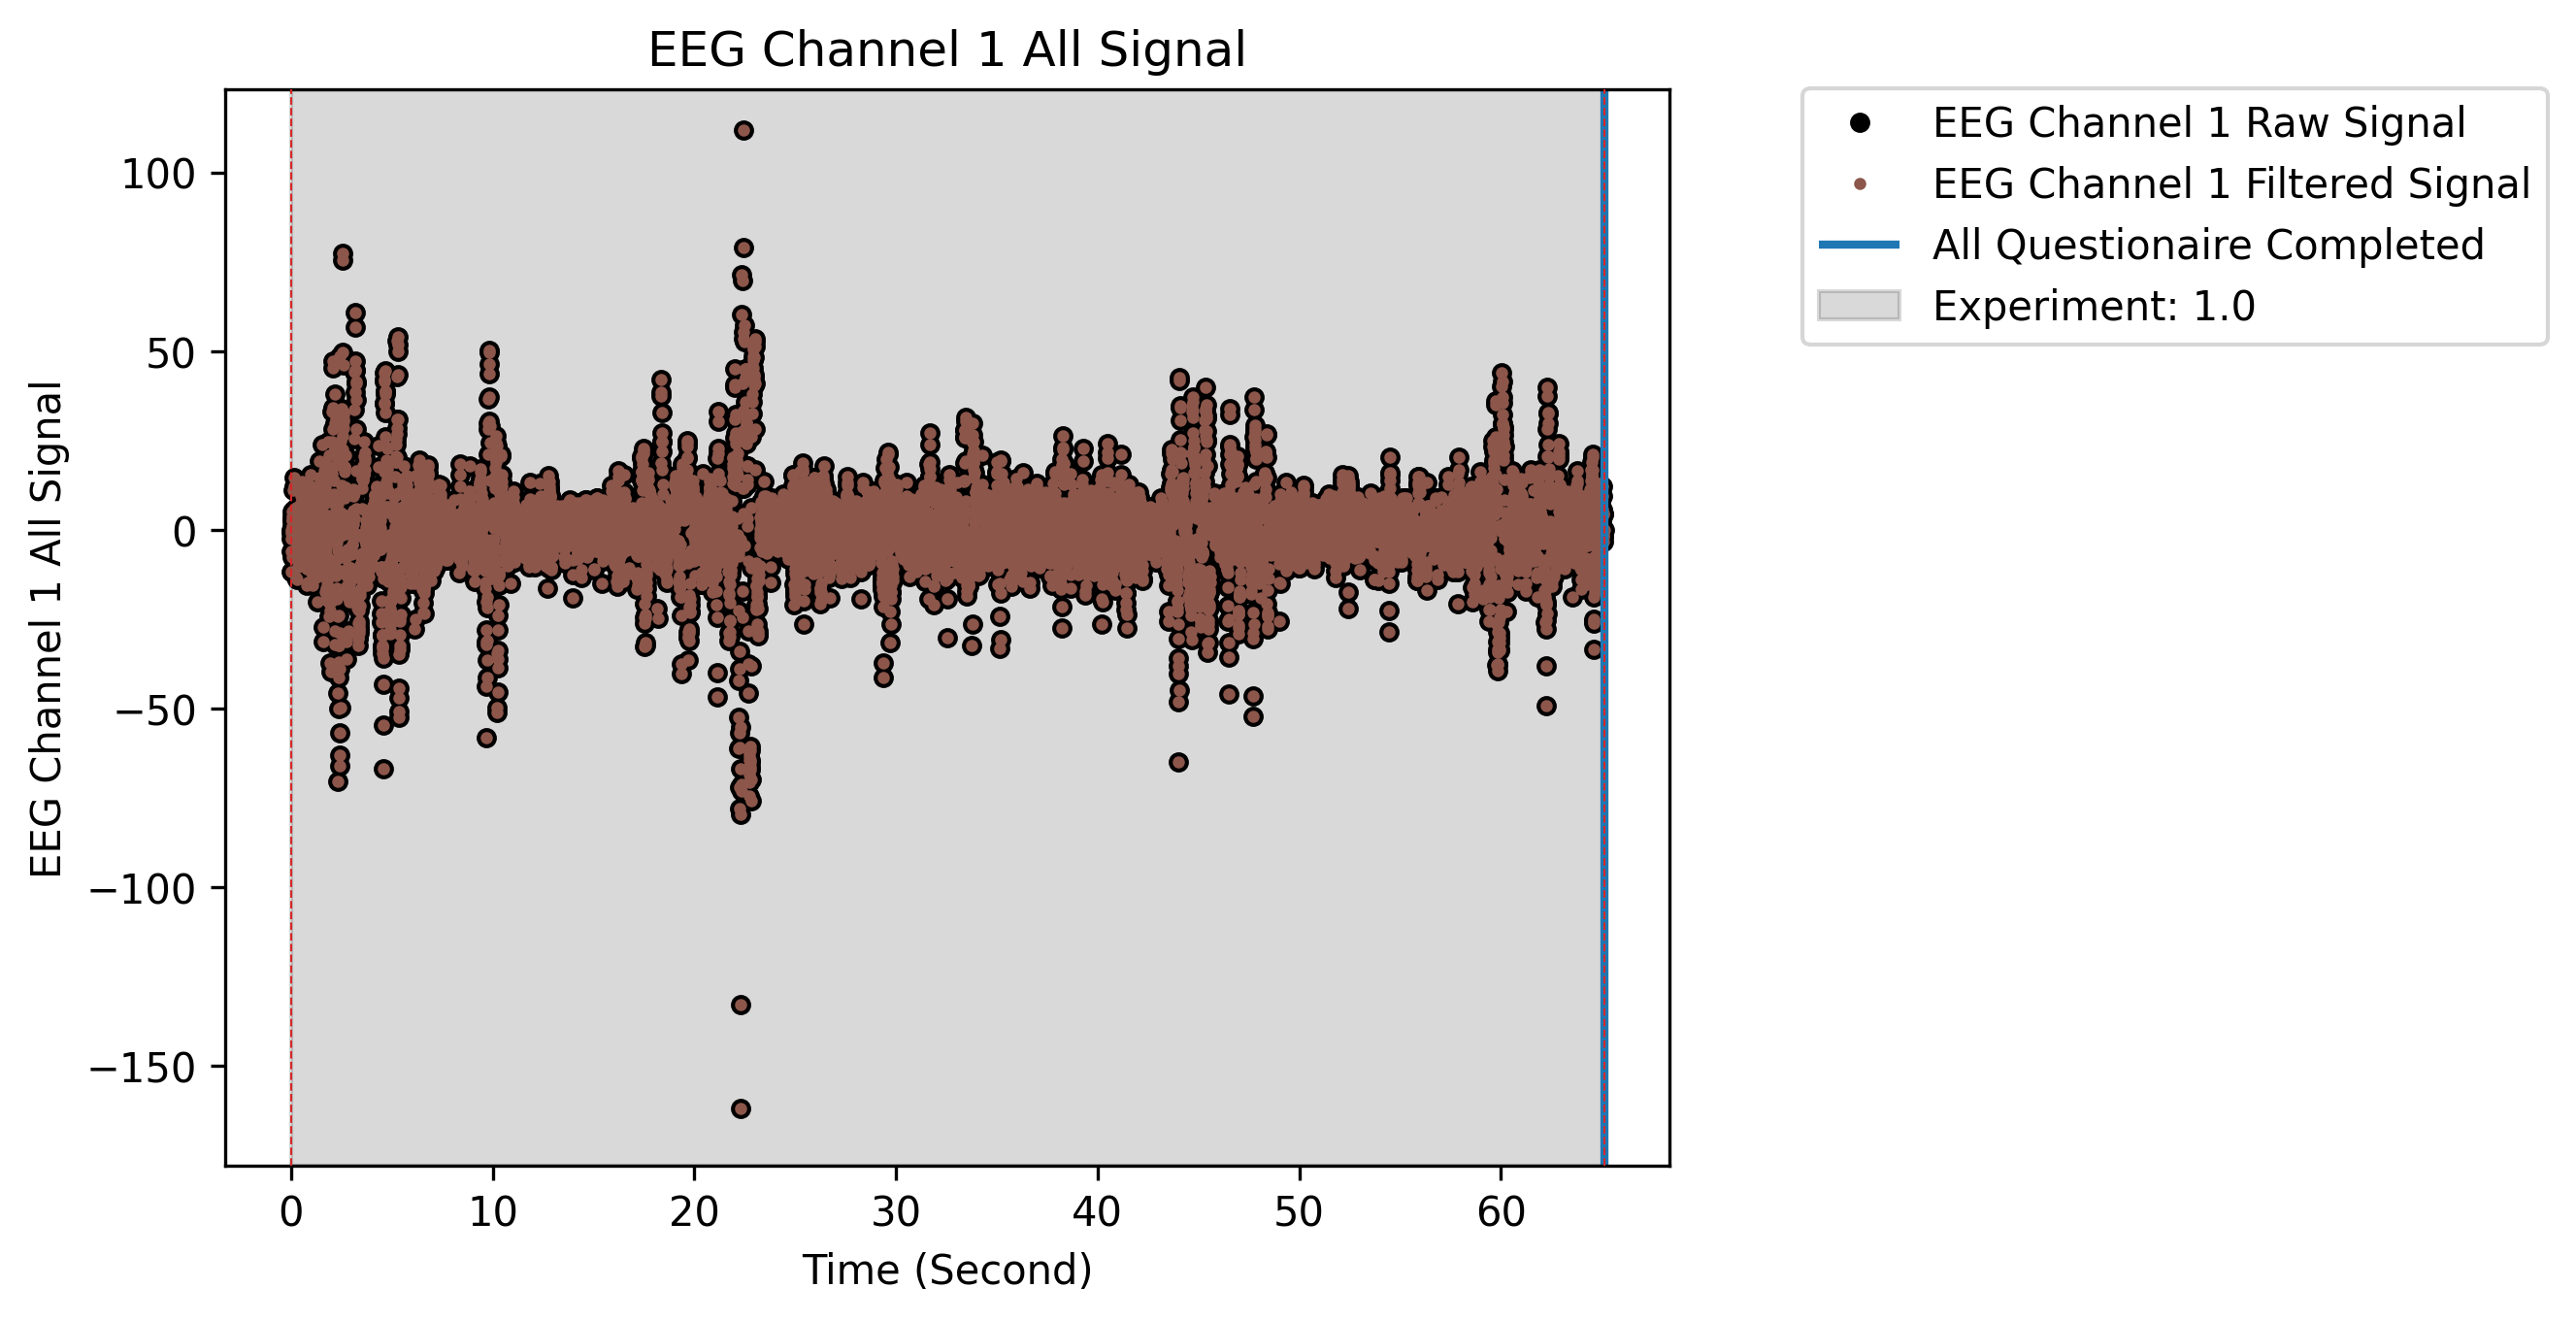 EEG Channel 1 All Signal
EEG Channel 1 Raw Signal
EEG Channel 1 Filtered Signal
All Questionaire Completed
Experiment: 1.0
EEG Channel 1 All Signal
100
50
0
−50
−100
−150
0 10 20 30 40 50 60
Time (Second)